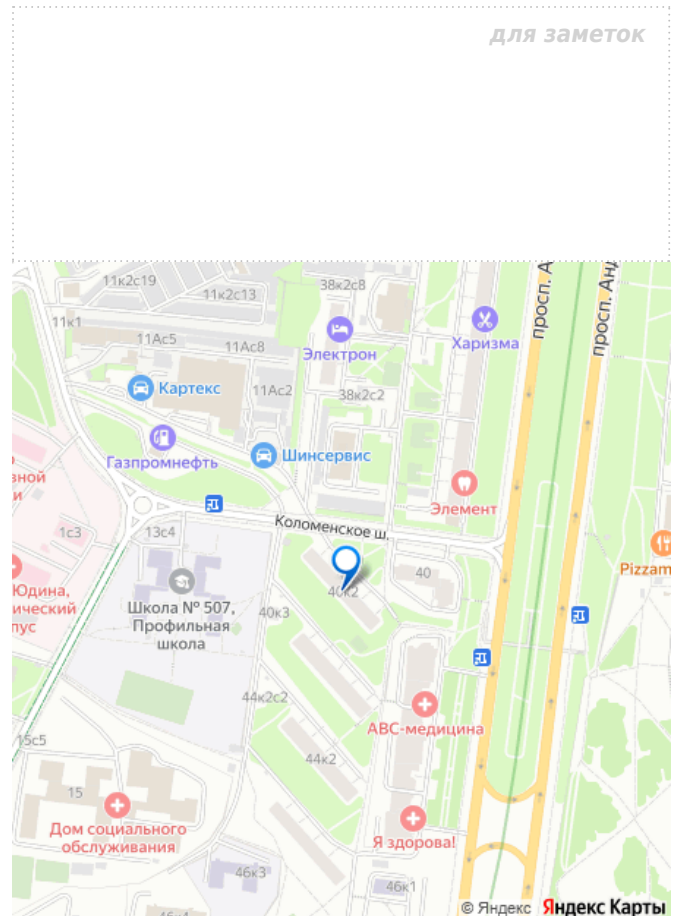 для заметок
11к2с19
11к2с13
38к2с8
11к1
11Ас5
11Ас8
Электрон
Харизма
просп. А
просп. Анд
Картекс
11Ас2
38к2с2
Газпромнефть
Шинсервис
вной
и
Элемент
1с3
13с4
Коломенское ш.
Pizzam
Юдина,
ический
пус
Школа № 507,
Профильная
школа
40к3
40к2
40
44к2с2
АВС-медицина
15с5
44к2
15
Дом социального
обслуживания
Я здорова!
46к3
46к1
46к4
© Яндекс Яндекс Карты